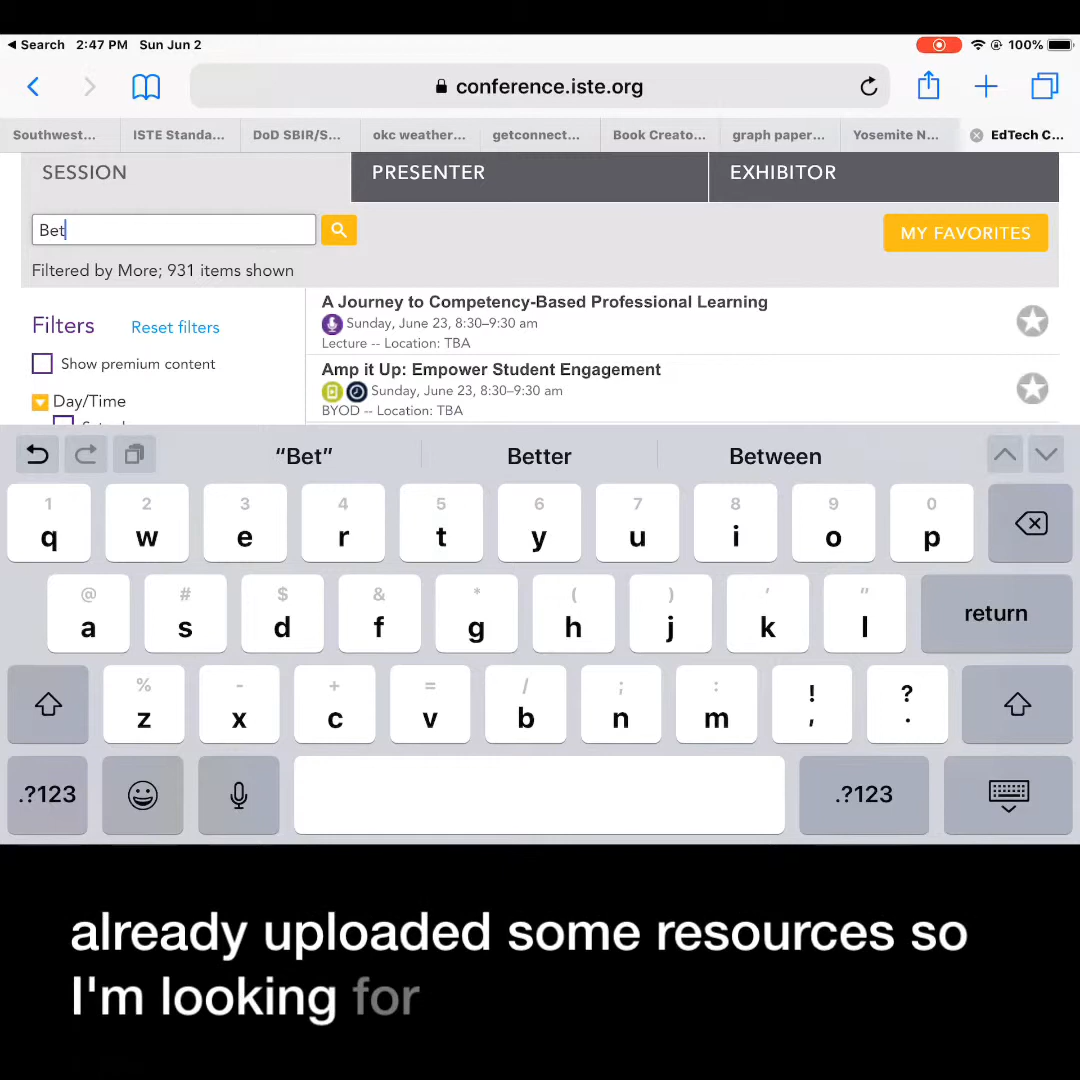 ◀ Search 2:47 PM Sun Jun 2 100%
conference.iste.org
Southwest... ISTE Standa... DoD SBIR/S... okc weather... getconnect... Book Creato... graph paper... Yosemite N... EdTech C...
SESSION PRESENTER EXHIBITOR
Bet
MY FAVORITES
Filtered by More; 931 items shown
Filters Reset filters
Show premium content
Day/Time
A Journey to Competency-Based Professional Learning
Sunday, June 23, 8:30–9:30 am
Lecture -- Location: TBA
Amp it Up: Empower Student Engagement
Sunday, June 23, 8:30–9:30 am
BYOD -- Location: TBA
“Bet” Better Between
1 2 3 4 5 6 7 8 9 0
q w e r t y u i o p
@ # $ & * ( ) ' "
a s d f g h j k l return
% - + = / ; : ! ?
z x c v b n m , .
.?123 .?123
already uploaded some resources so
I'm looking for